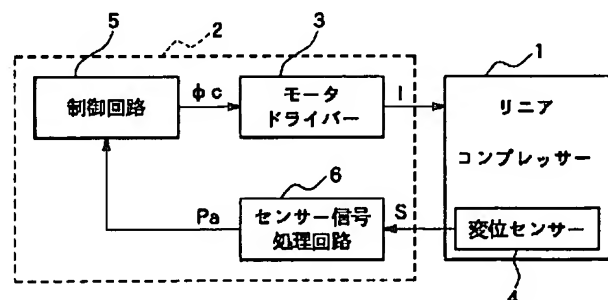 5
2
3
1
制御回路
φc
モータ
ドライバー
I
リニア
コンプレッサー
6
Pa
センサー信号
処理回路
S
変位センサー
4